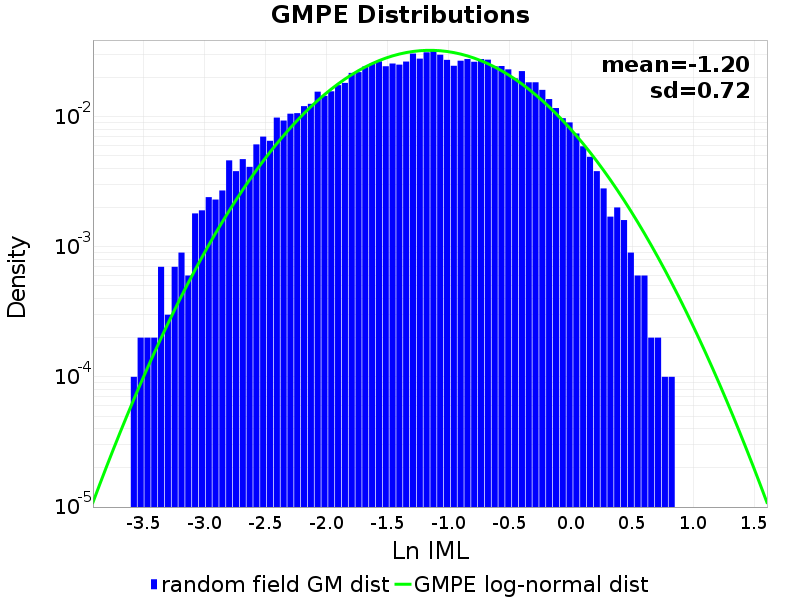 GMPE Distributions
mean=-1.20
sd=0.72
Density
10-2
10-3
10-4
10-5
-3.5 -3.0 -2.5 -2.0 -1.5 -1.0 -0.5 0.0 0.5 1.0 1.5
Ln IML
random field GM dist GMPE log-normal dist